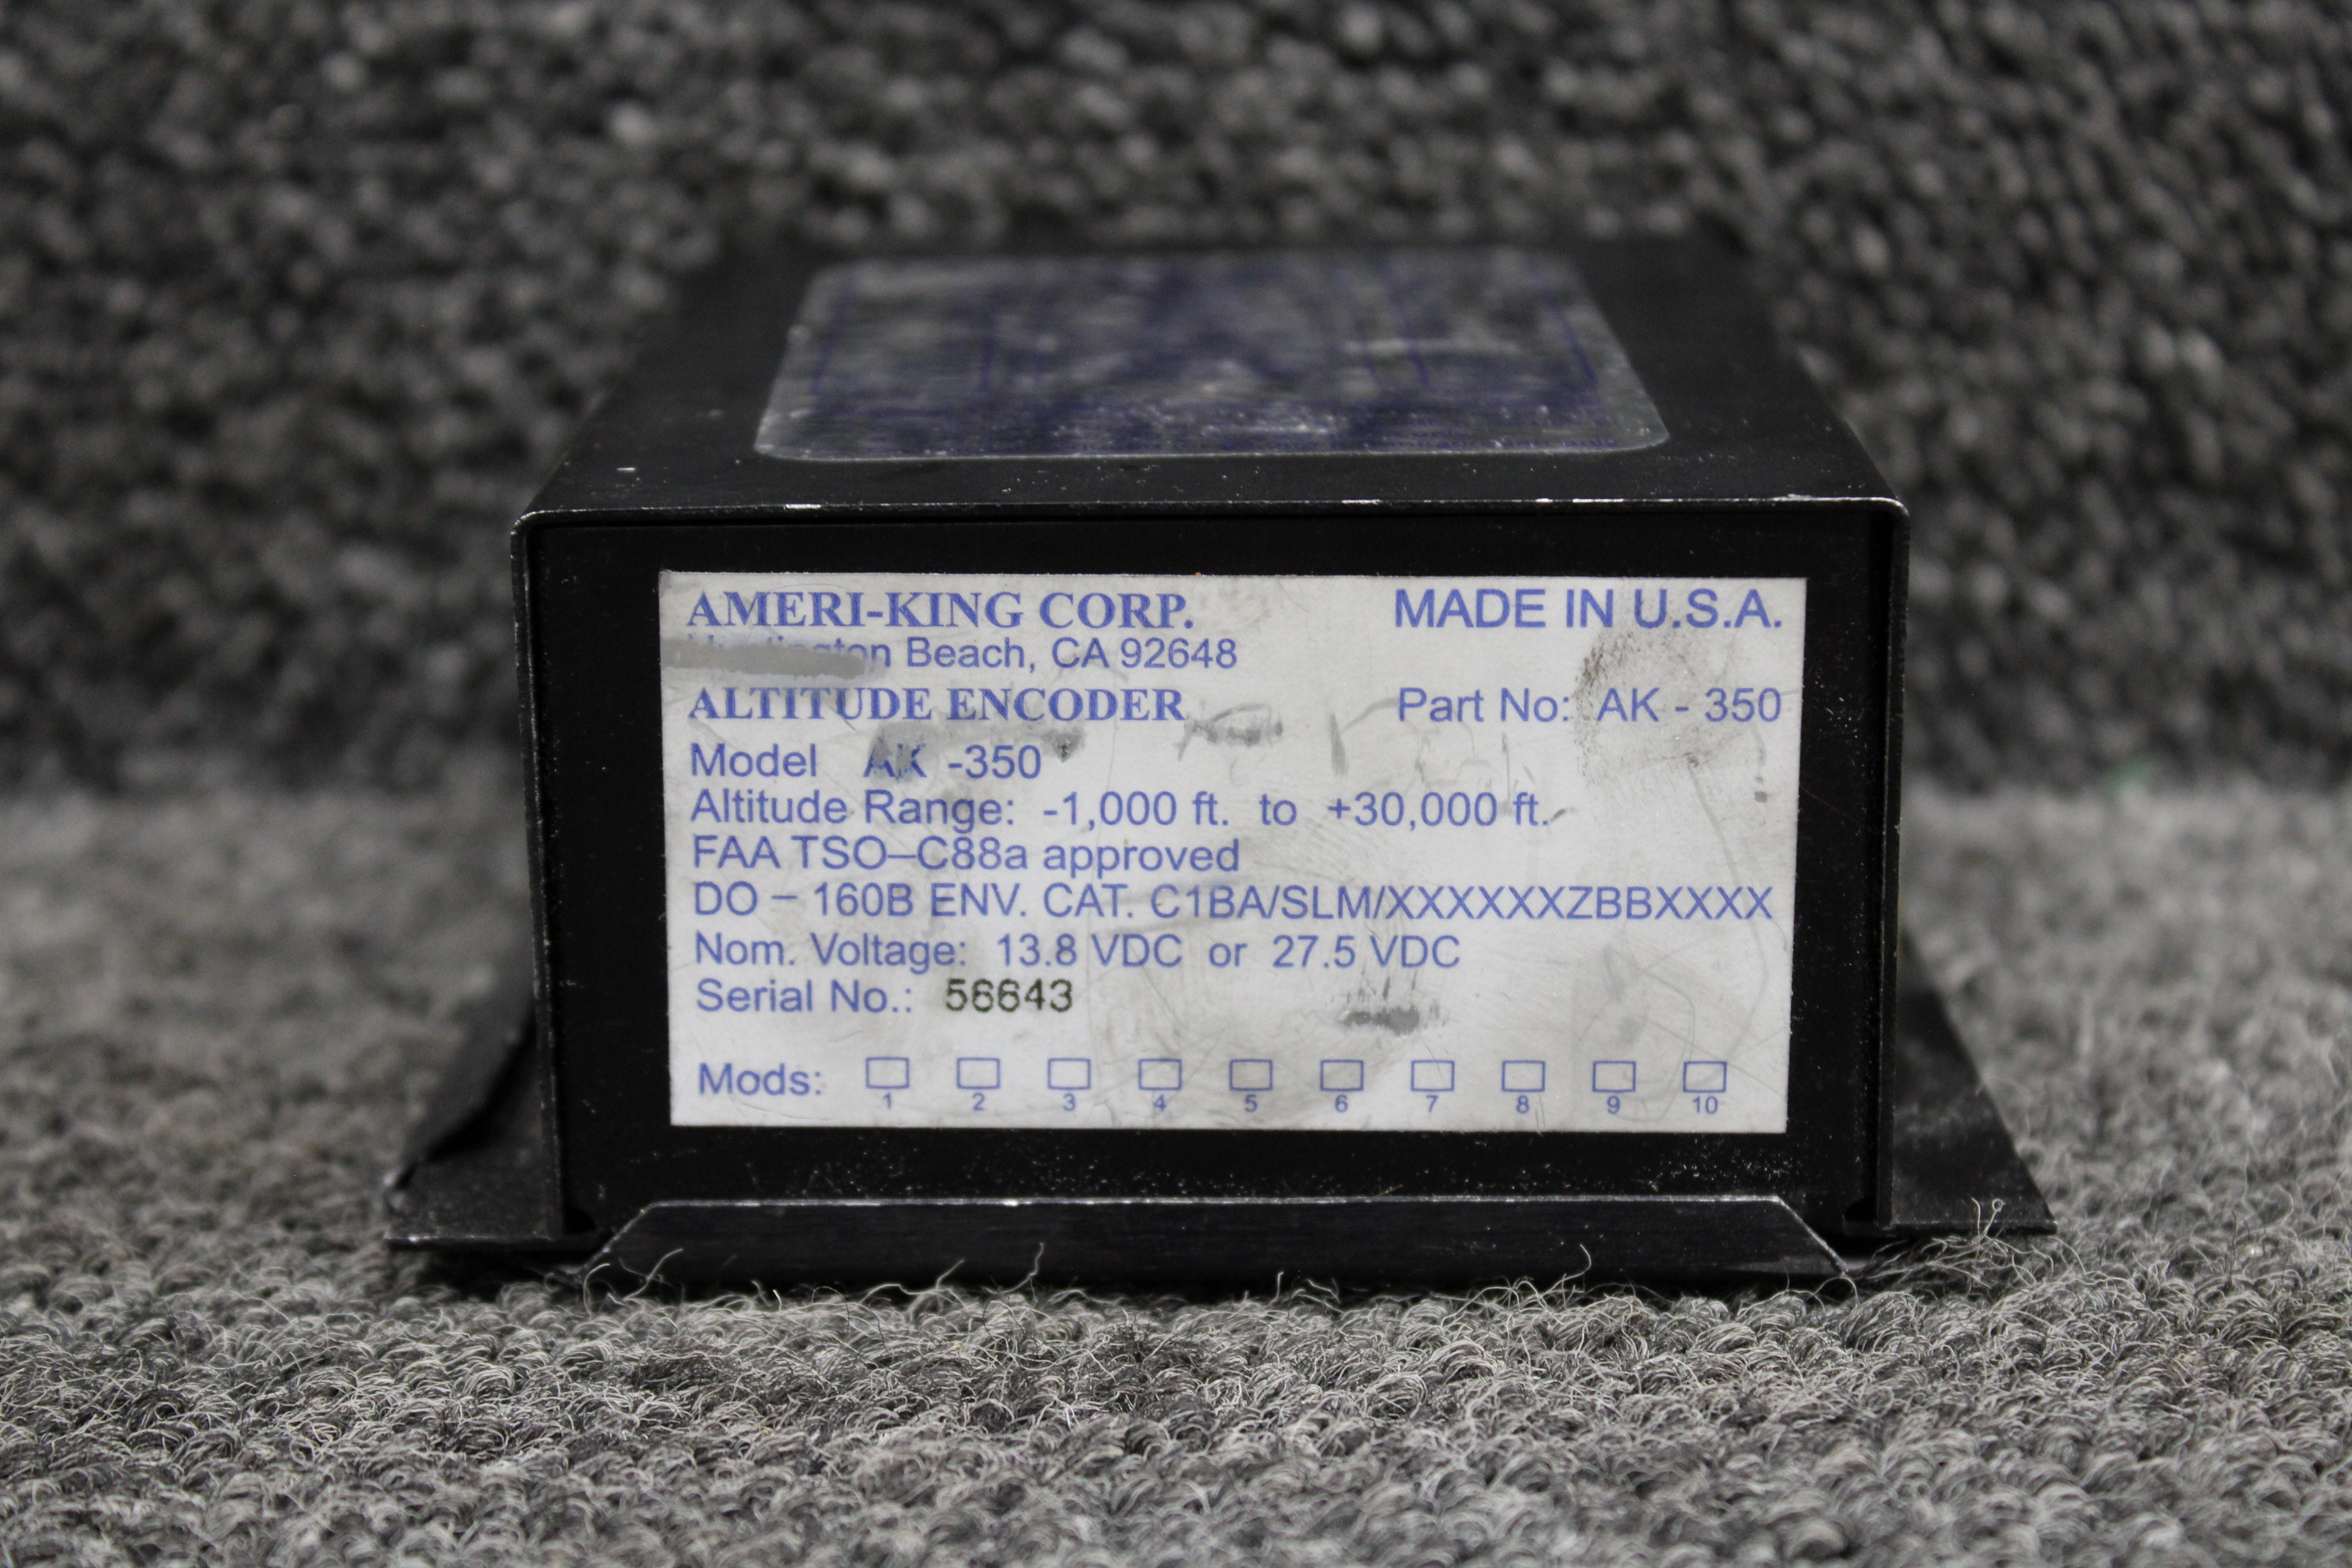 AMERI-KING CORP. MADE IN U.S.A.
Huntington Beach, CA 92648
ALTITUDE ENCODER Part No: AK - 350
Model AK -350
Altitude Range: -1,000 ft. to +30,000 ft.
FAA TSO–C88a approved
DO – 160B ENV. CAT. C1BA/SLM/XXXXXXZBBXXXX
Nom. Voltage: 13.8 VDC or 27.5 VDC
Serial No.: 56643
Mods:
1 2 3 4 5 6 7 8 9 10